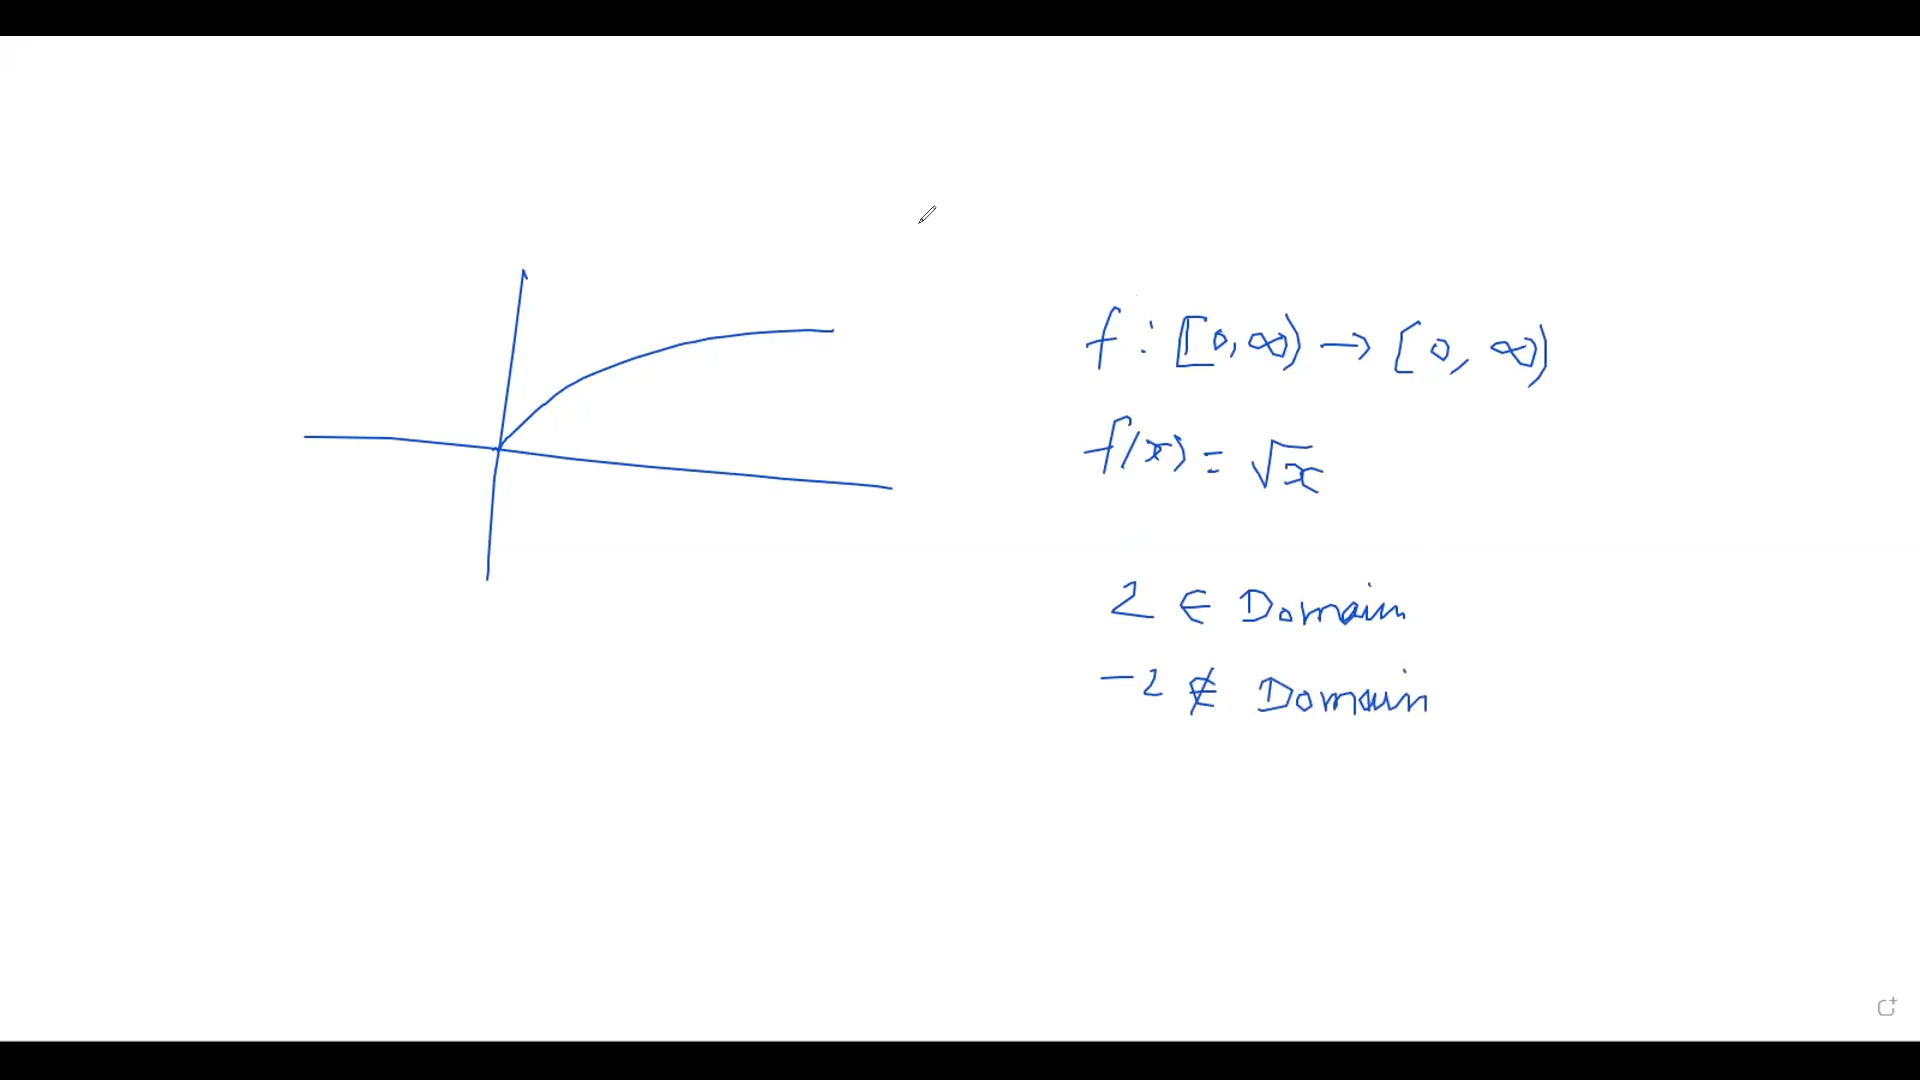 f : [0, ∞) → [0, ∞)
f(x) = √x
2 ∈ Domain
-2 ∉ Domain